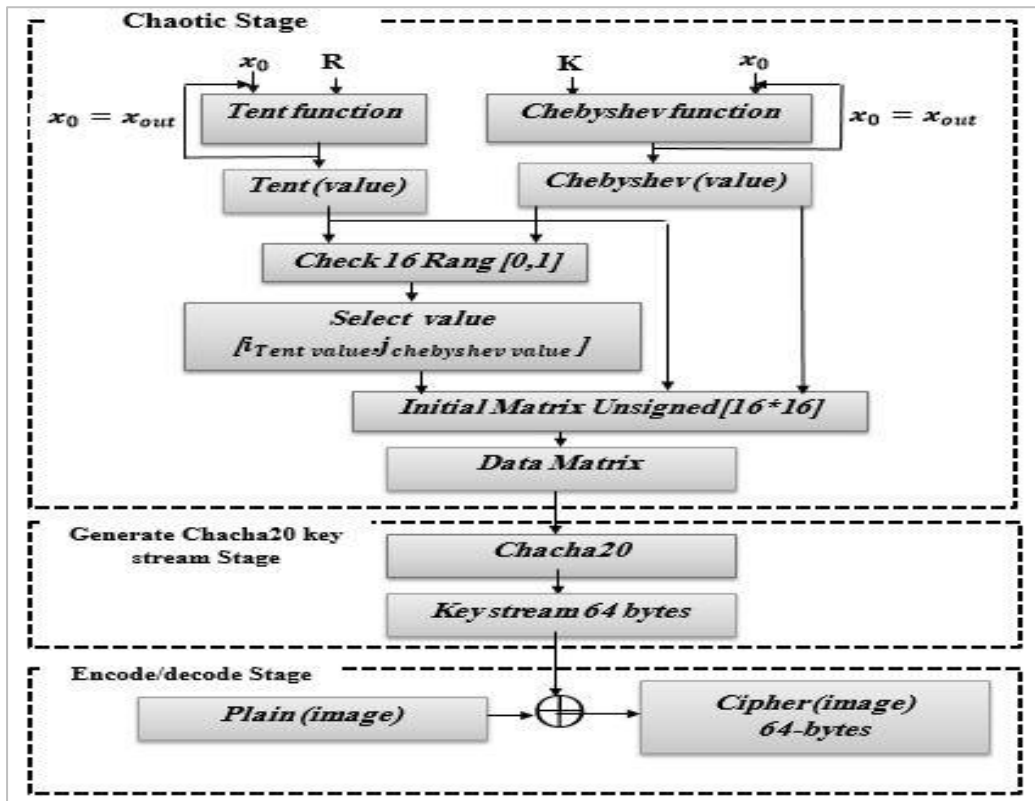 Chaotic Stage
x₀ R K x₀
x₀ = xₒᵤₜ Tent function Chebyshev function x₀ = xₒᵤₜ
Tent (value) Chebyshev (value)
Check 16 Rang [0,1]
Select value
[i Tent value,j chebyshev value ]
Initial Matrix Unsigned [16*16]
Data Matrix
Generate Chacha20 key
stream Stage
Chacha20
Key stream 64 bytes
Encode/decode Stage
Plain (image) ⊕ Cipher (image)
64-bytes